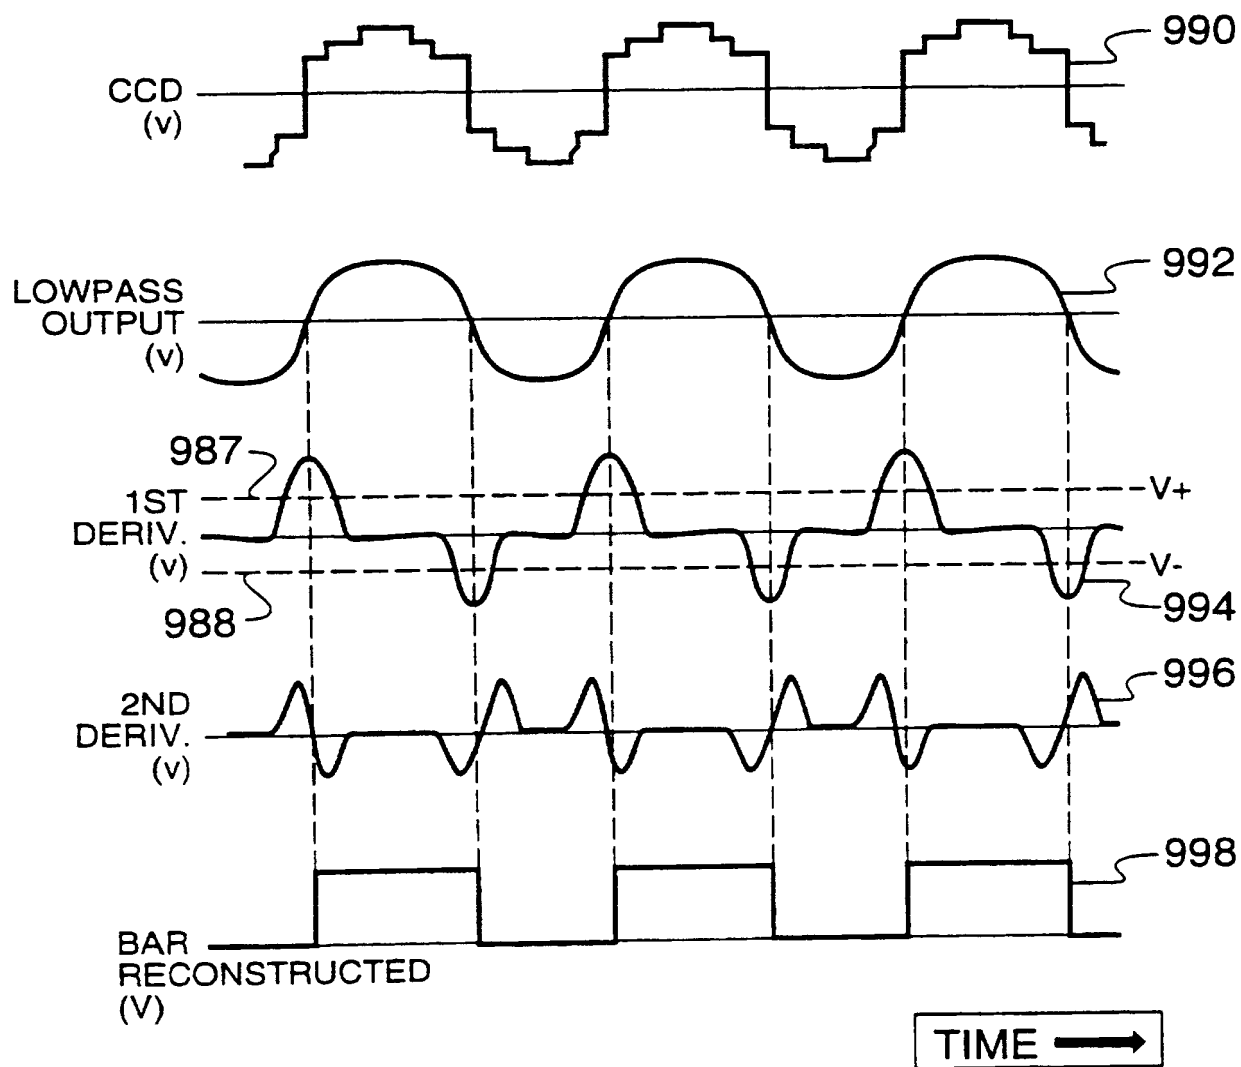 990
CCD
(v)
992
LOWPASS
OUTPUT
(v)
987
1ST
DERIV.
(v)
V+
V-
988
994
996
2ND
DERIV.
(v)
998
BAR
RECONSTRUCTED
(V)
TIME